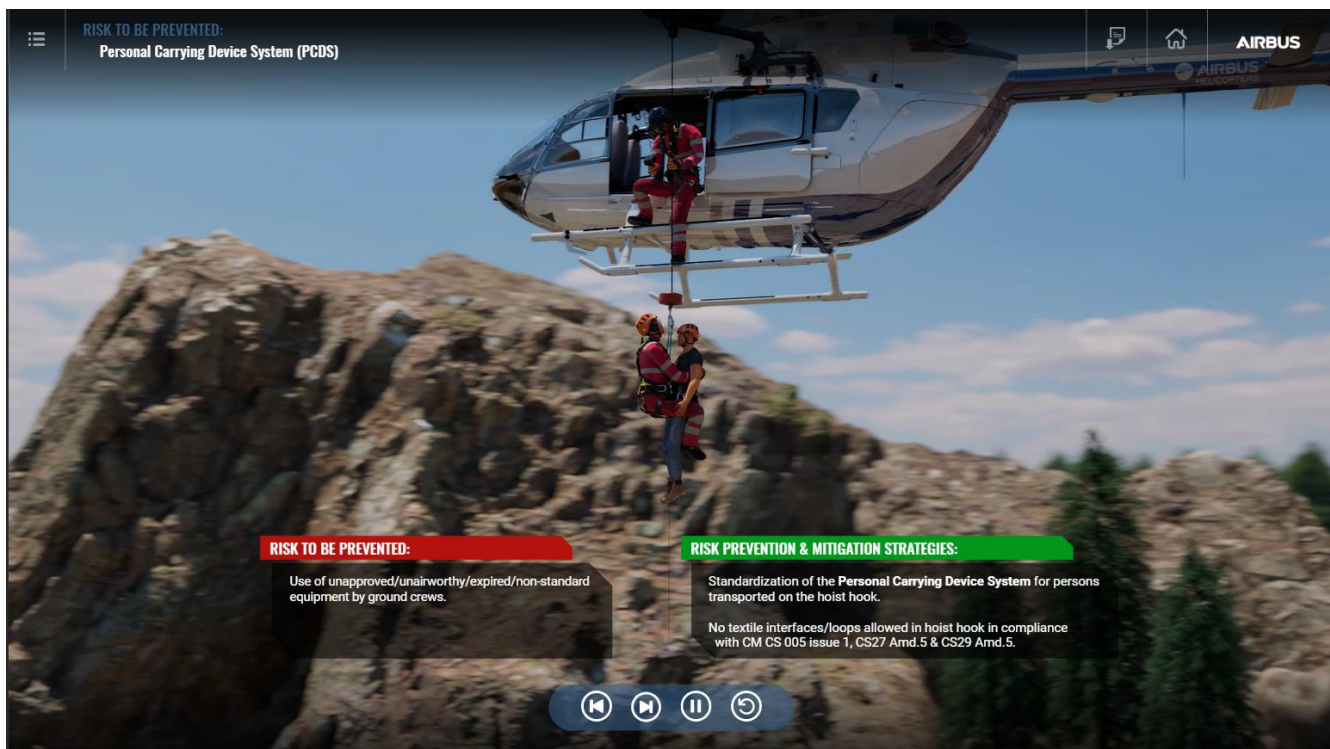 RISK TO BE PREVENTED:
Personal Carrying Device System (PCDS)
AIRBUS
AIRBUS
HELICOPTERS
RISK TO BE PREVENTED:
Use of unapproved/unairworthy/expired/non-standard
equipment by ground crews.
RISK PREVENTION & MITIGATION STRATEGIES:
Standardization of the Personal Carrying Device System for persons
transported on the hoist hook.
No textile interfaces/loops allowed in hoist hook in compliance
with CM CS 005 issue 1, CS27 Amd.5 & CS29 Amd.5.